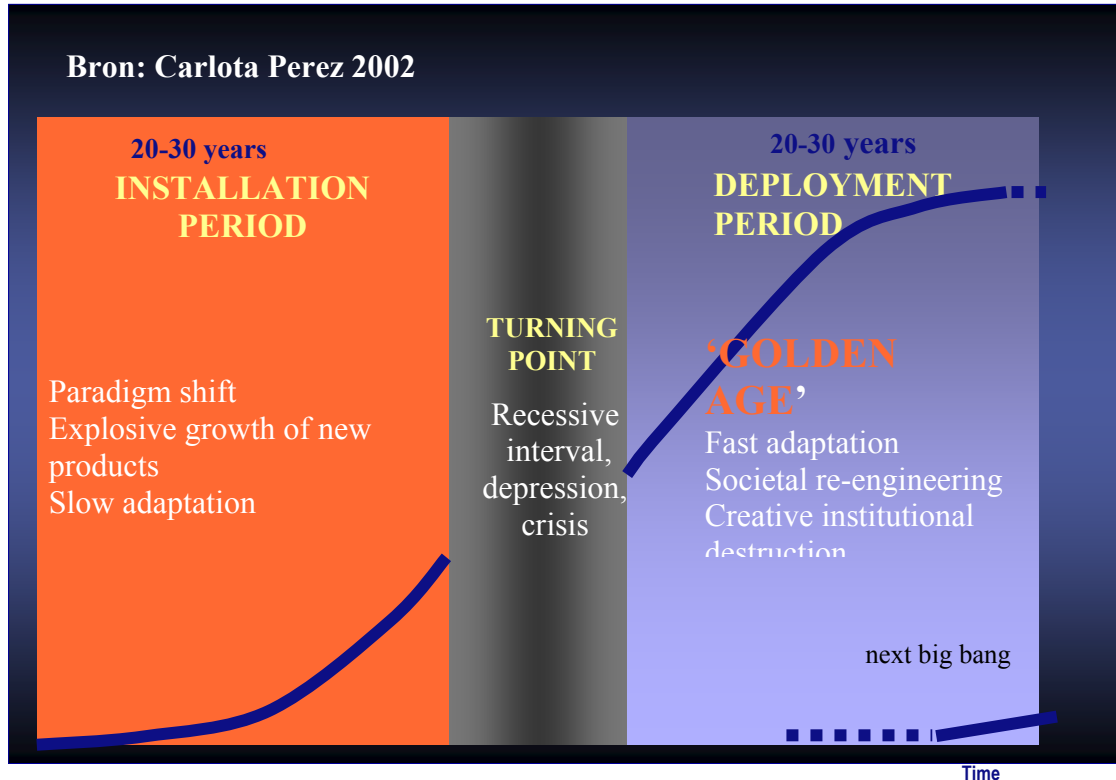 Bron: Carlota Perez 2002
20-30 years
INSTALLATION
PERIOD
Paradigm shift
Explosive growth of new
products
Slow adaptation
TURNING
POINT
Recessive
interval,
depression,
crisis
20-30 years
DEPLOYMENT
PERIOD
‘GOLDEN
AGE’
Fast adaptation
Societal re-engineering
Creative institutional
destruction
next big bang
Time